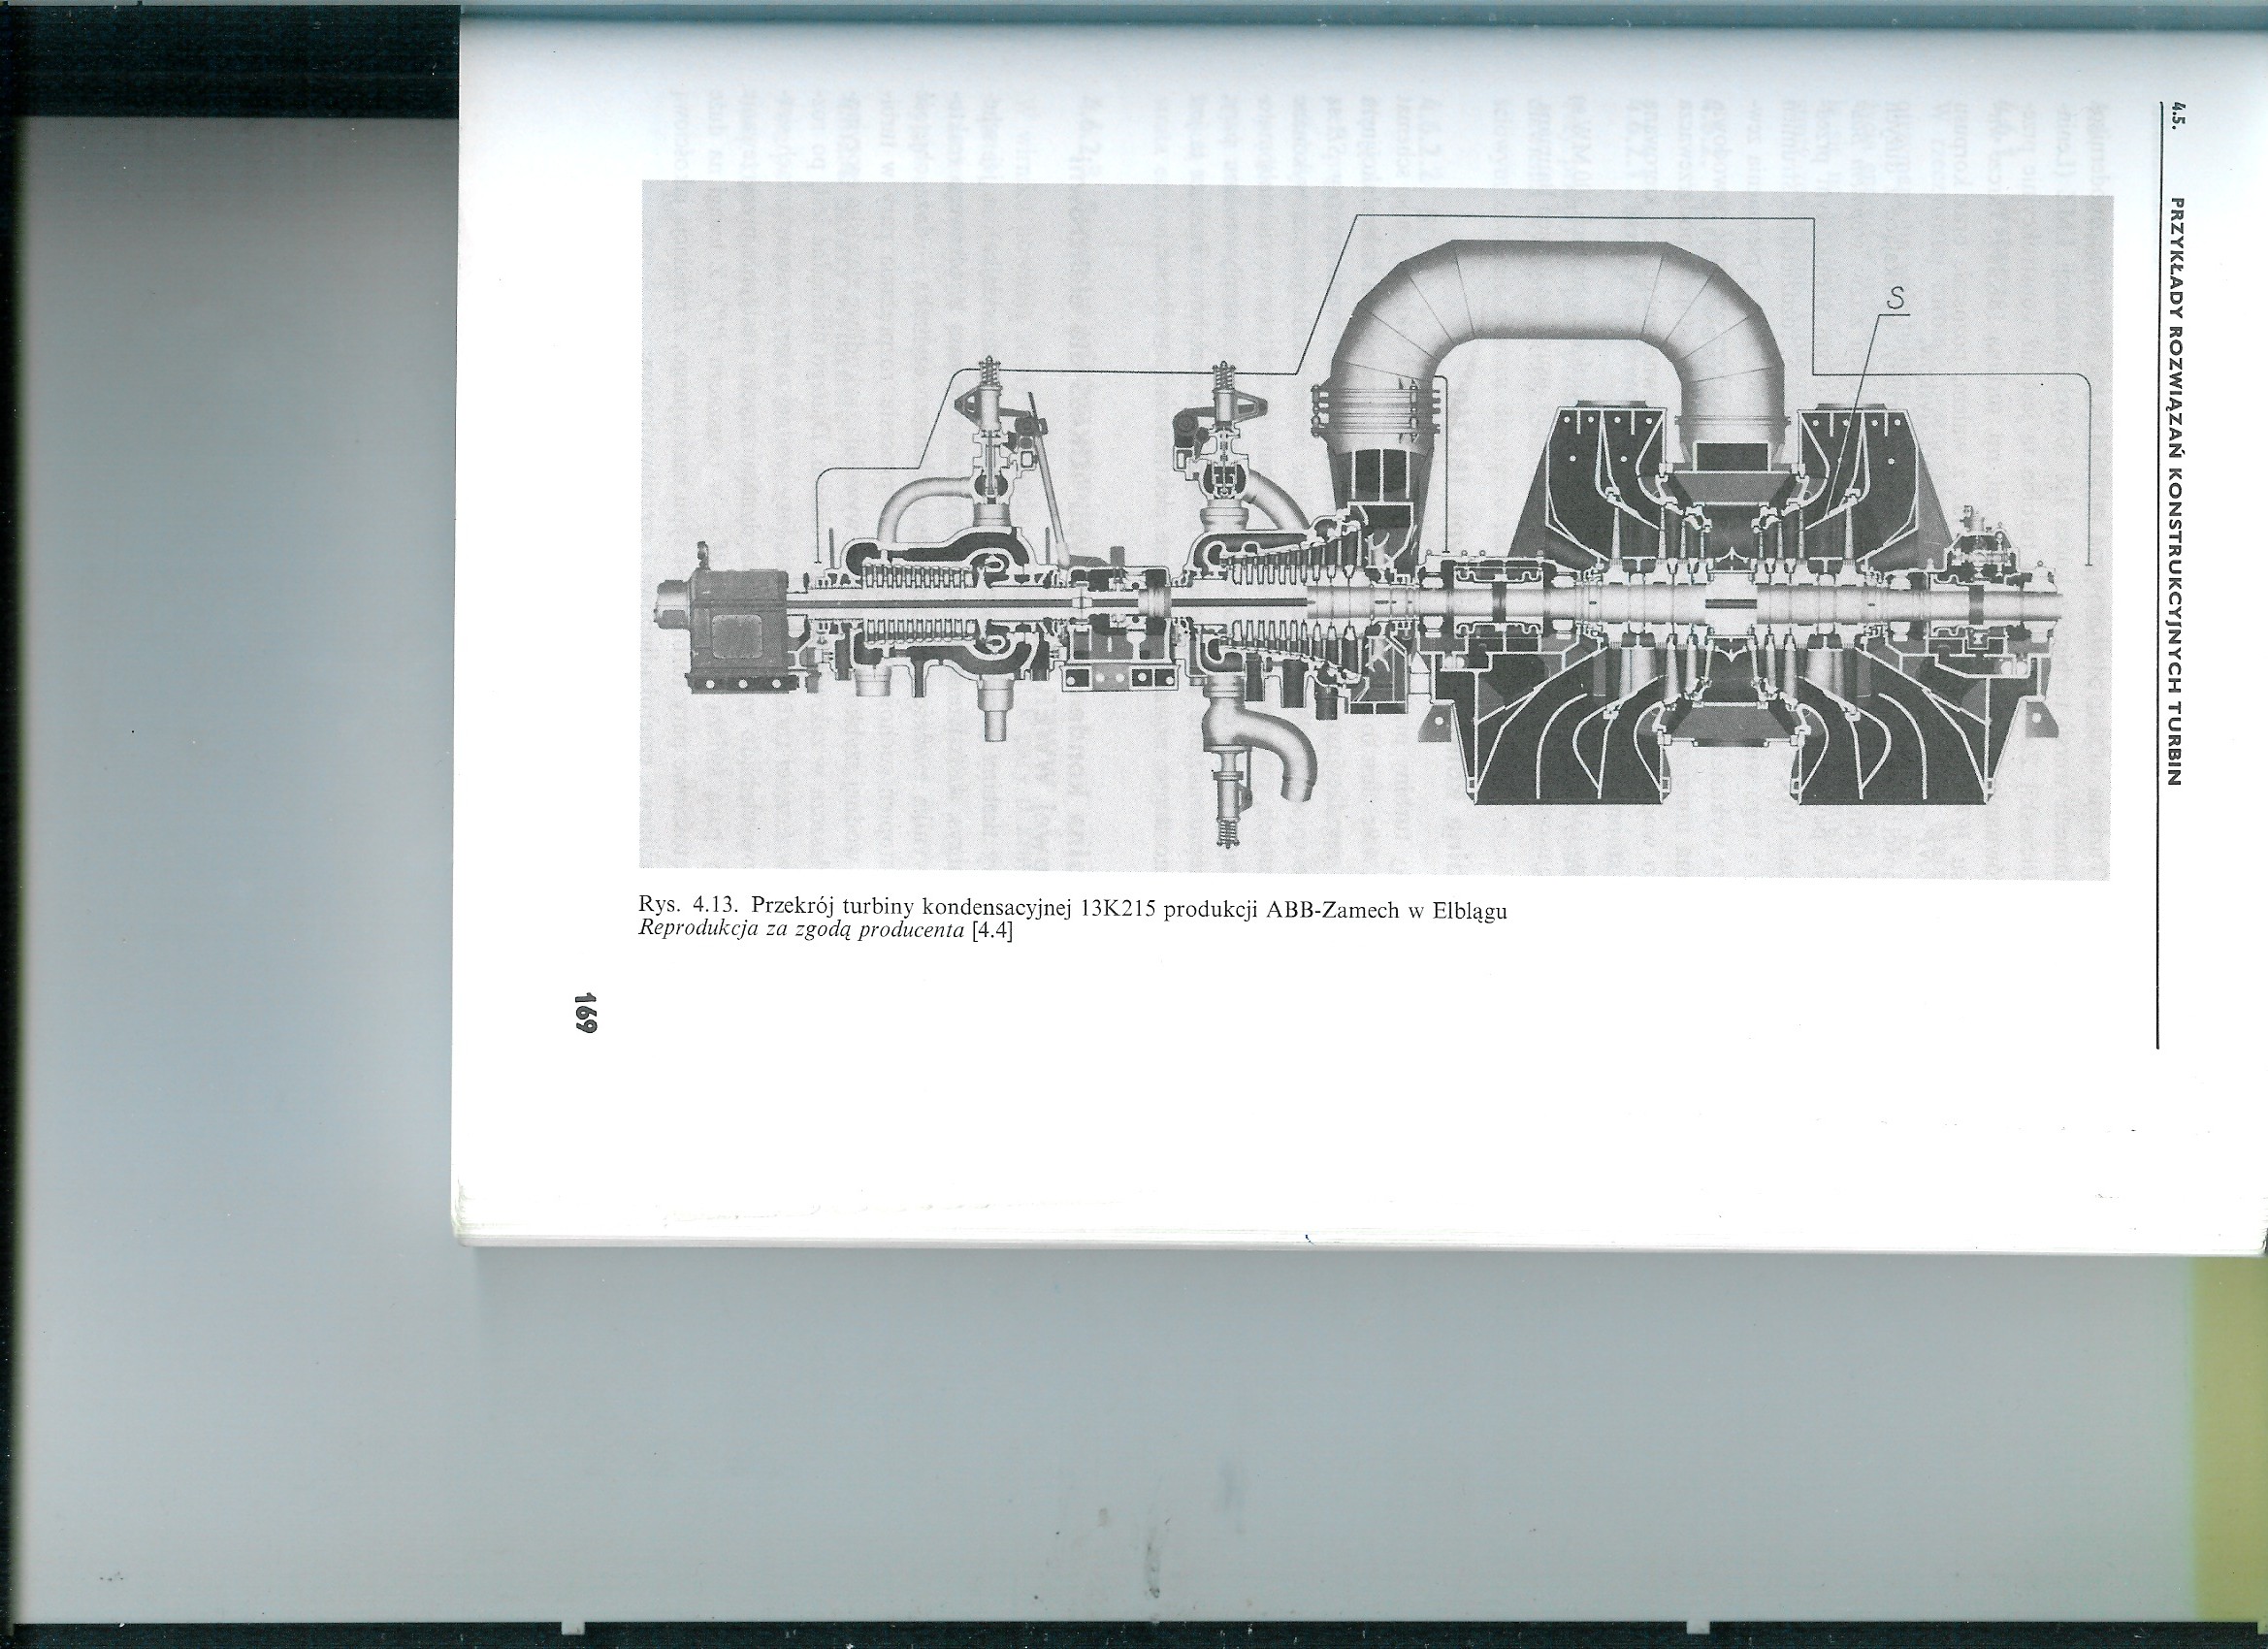 4.5. PRZYKŁADY ROZWIĄZAŃ KONSTRUKCYJNYCH TURBIN
S
Rys. 4.13. Przekrój turbiny kondensacyjnej 13K215 produkcji ABB-Zamech w Elblągu
Reprodukcja za zgodą producenta [4.4]
169